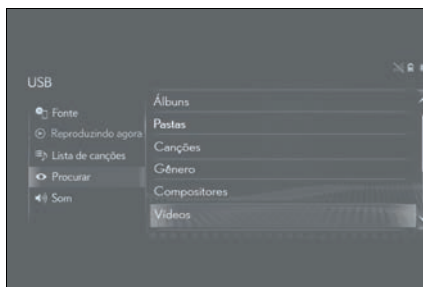 USB
Fonte
Reproduzindo agora
Lista de canções
Procurar
Som
Álbuns
Pastas
Canções
Gênero
Compositores
Vídeos